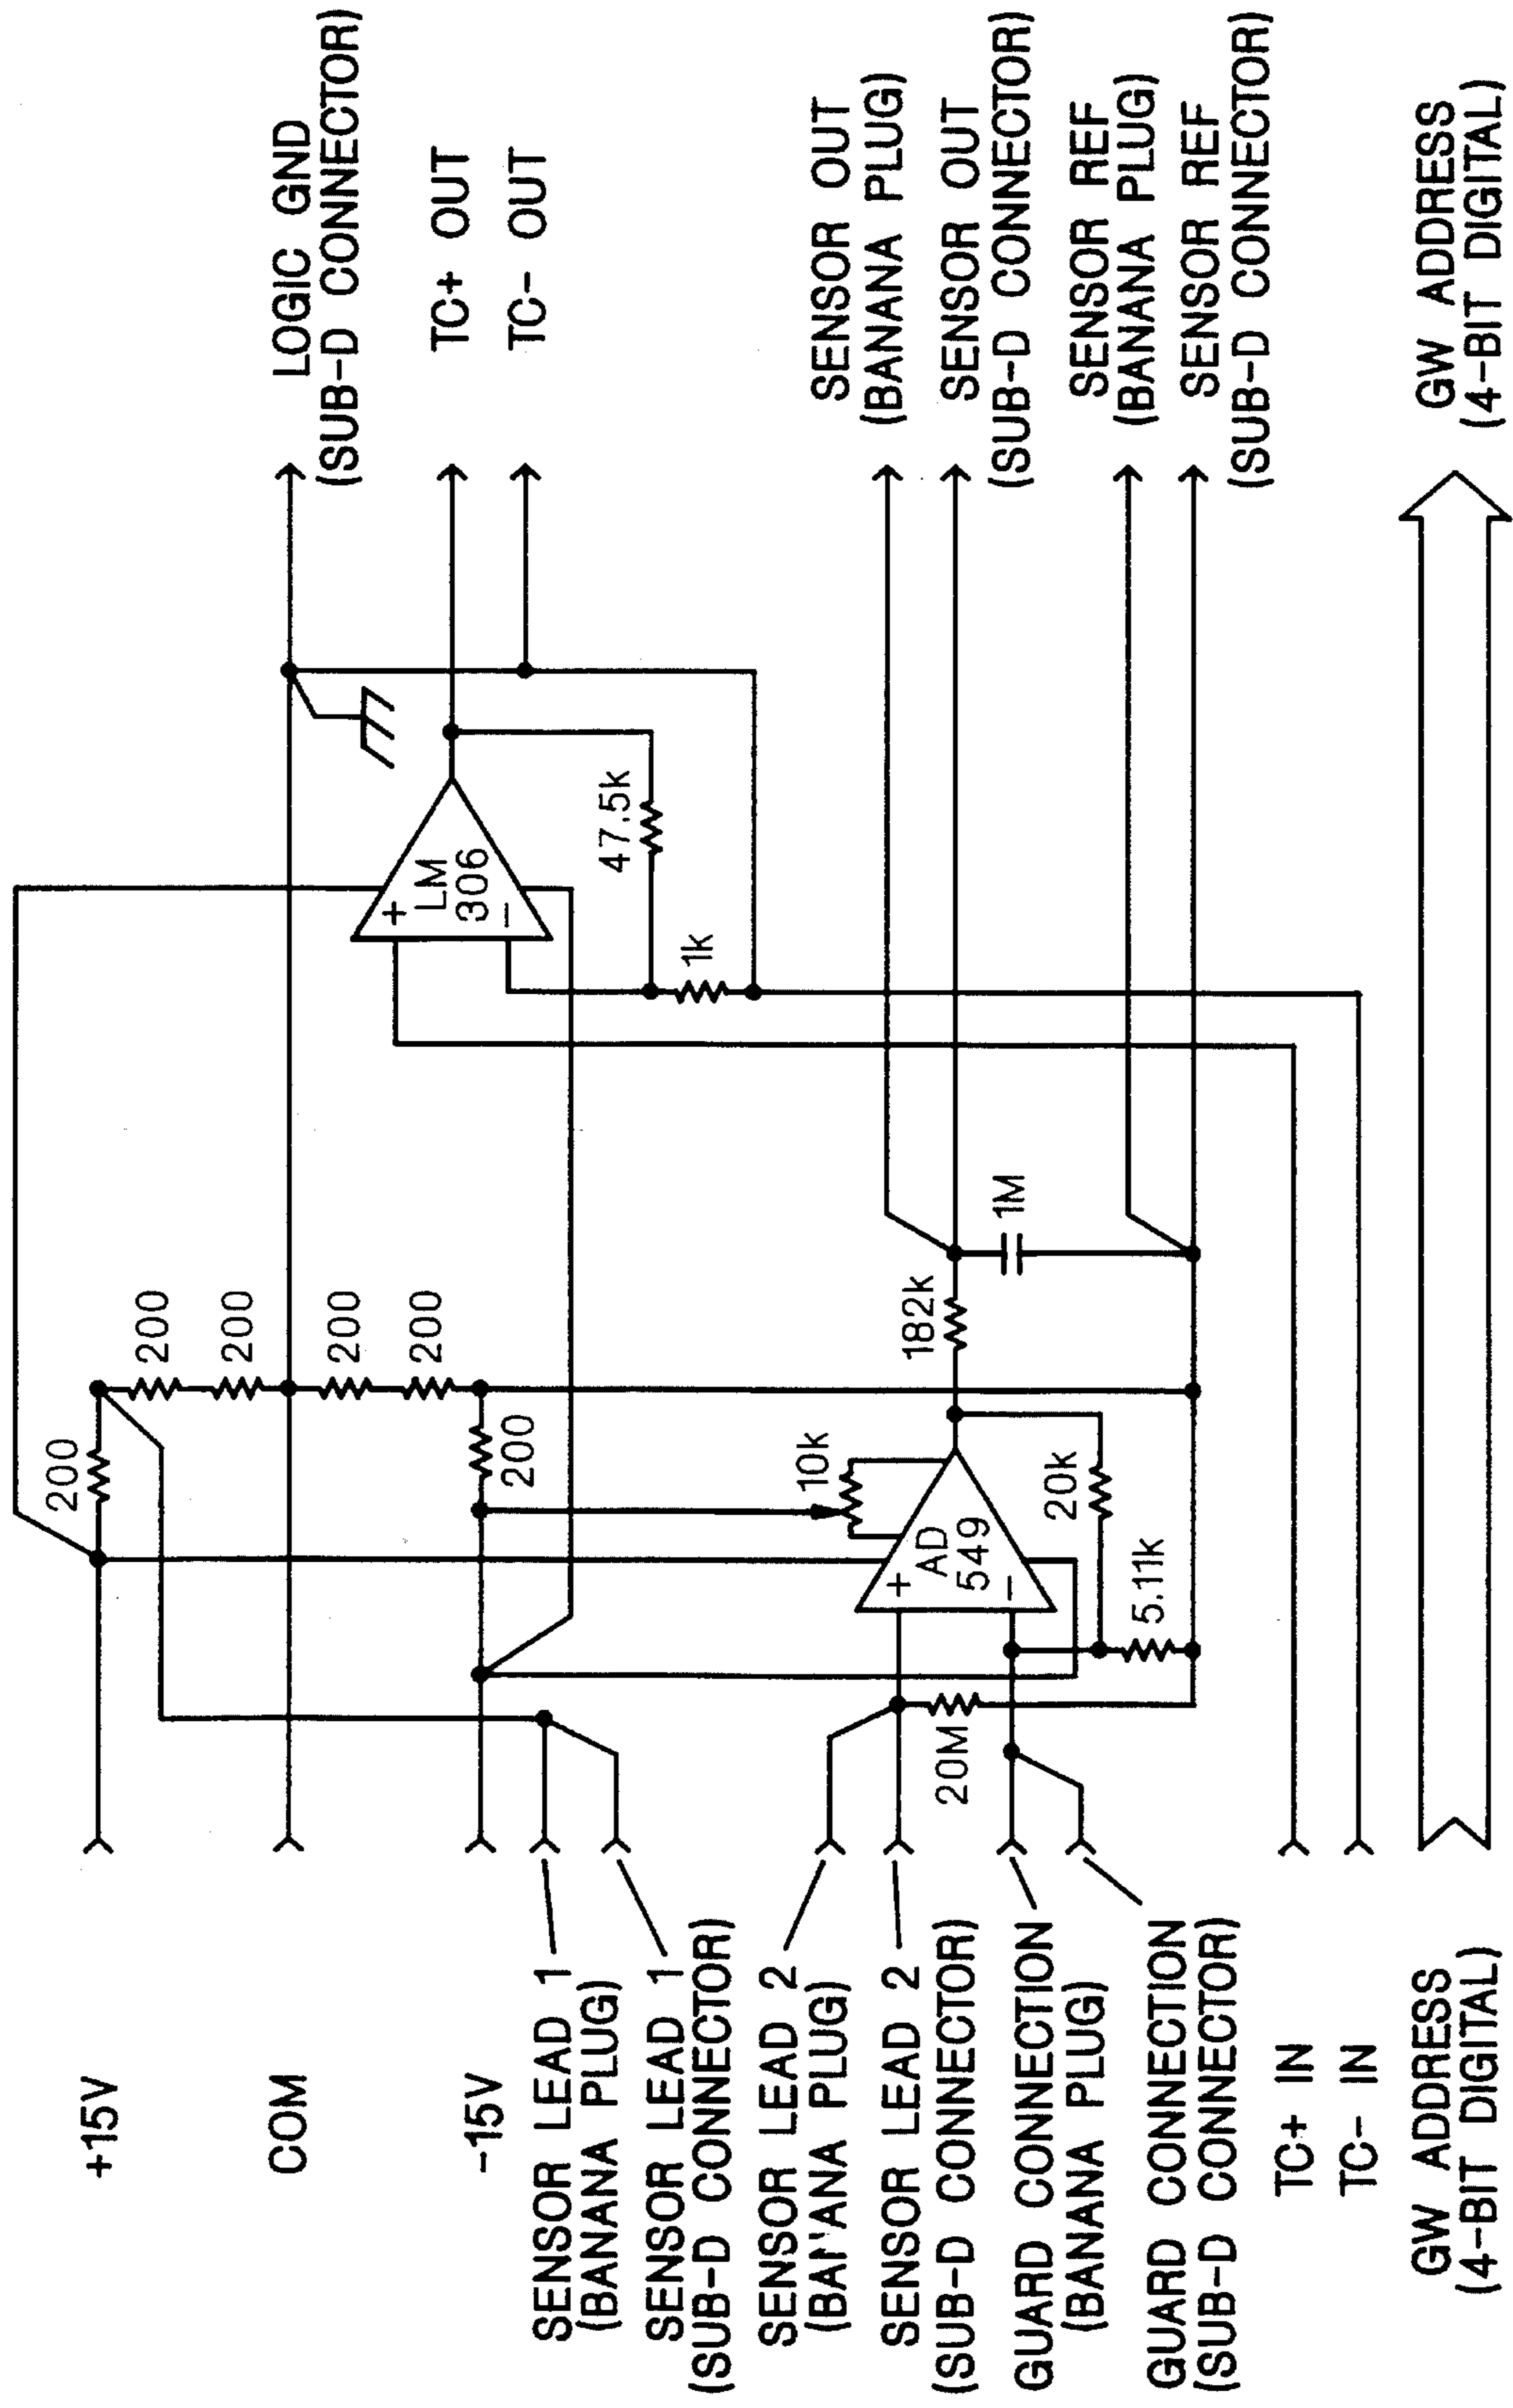 +15V
COM
-15V
SENSOR LEAD 1
(BANANA PLUG)
SENSOR LEAD 1
(SUB-D CONNECTOR)
SENSOR LEAD 2
(BANANA PLUG)
SENSOR LEAD 2
(SUB-D CONNECTOR)
GUARD CONNECTION
(BANANA PLUG)
GUARD CONNECTION
(SUB-D CONNECTOR)
TC+ IN
TC- IN
GW ADDRESS
(4-BIT DIGITAL)
200
200
200
200
200
200
10k
+
AD
549
-
20k
5.11k
20M
182k
1M
+
LM
306
-
47.5k
1k
LOGIC GND
(SUB-D CONNECTOR)
TC+ OUT
TC- OUT
SENSOR OUT
(BANANA PLUG)
SENSOR OUT
(SUB-D CONNECTOR)
SENSOR REF
(BANANA PLUG)
SENSOR REF
(SUB-D CONNECTOR)
GW ADDRESS
(4-BIT DIGITAL)